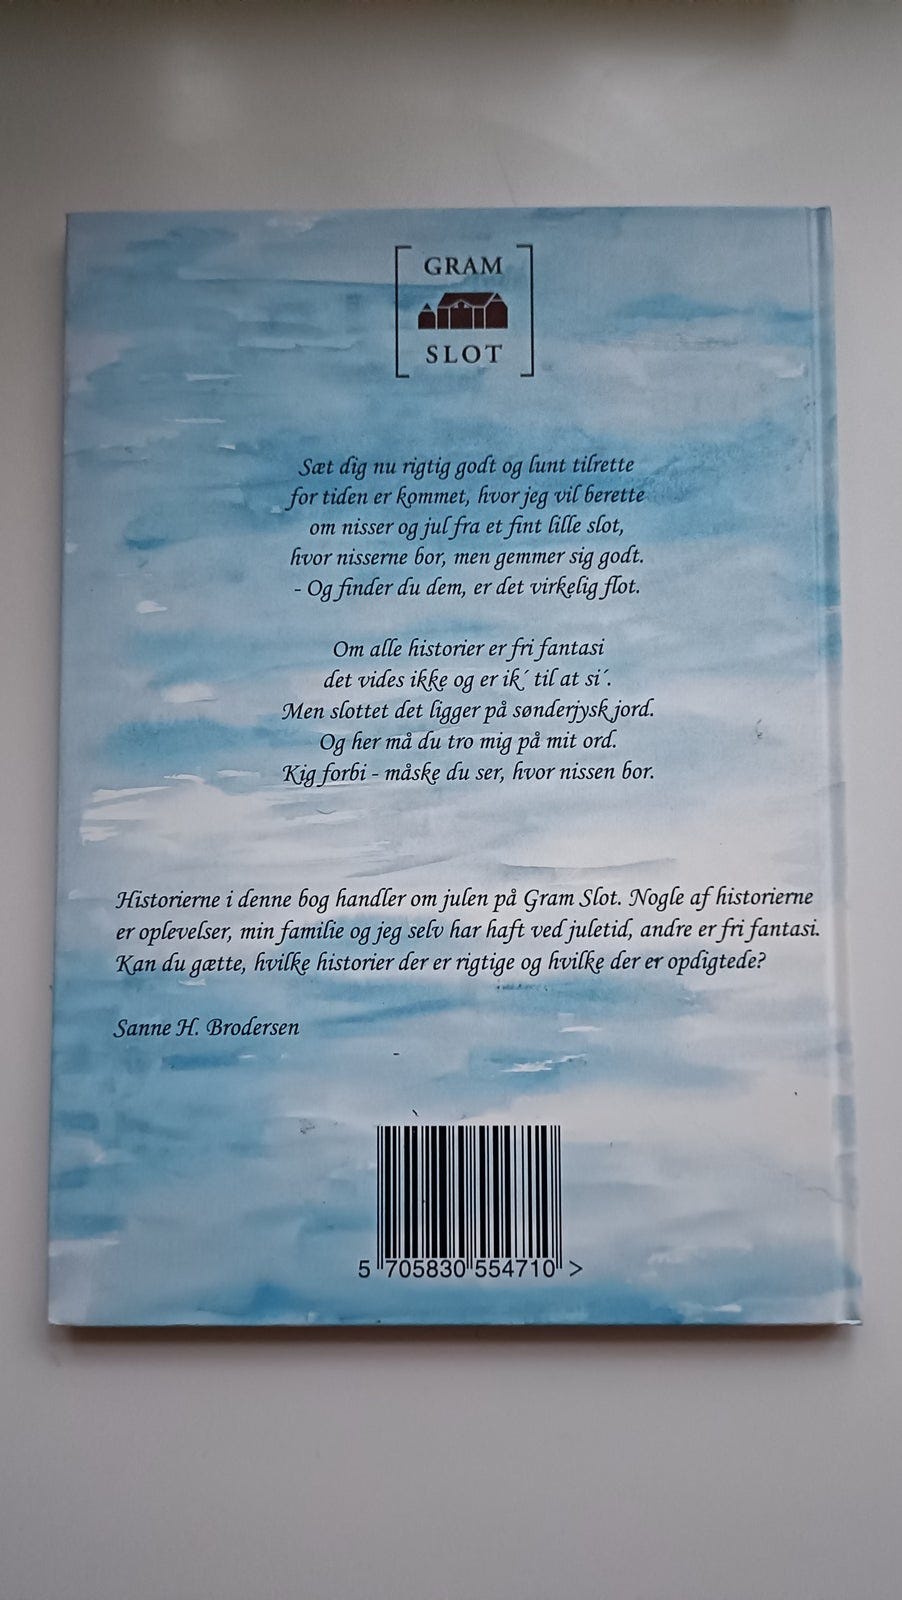 GRAM
SLOT
Sæt dig nu rigtig godt og lunt tilrette
for tiden er kommet, hvor jeg vil berette
om nisser og jul fra et fint lille slot,
hvor nisserne bor, men gemmer sig godt.
- Og finder du dem, er det virkelig flot.
Om alle historier er fri fantasi
det vides ikke og er ik´ til at si´.
Men slottet det ligger på sønderjysk jord.
Og her må du tro mig på mit ord.
Kig forbi - måske du ser, hvor nissen bor.
Historierne i denne bog handler om julen på Gram Slot. Nogle af historierne
er oplevelser, min familie og jeg selv har haft ved juletid, andre er fri fantasi.
Kan du gætte, hvilke historier der er rigtige og hvilke der er opdigtede?
Sanne H. Brodersen
5 705830 554710 >